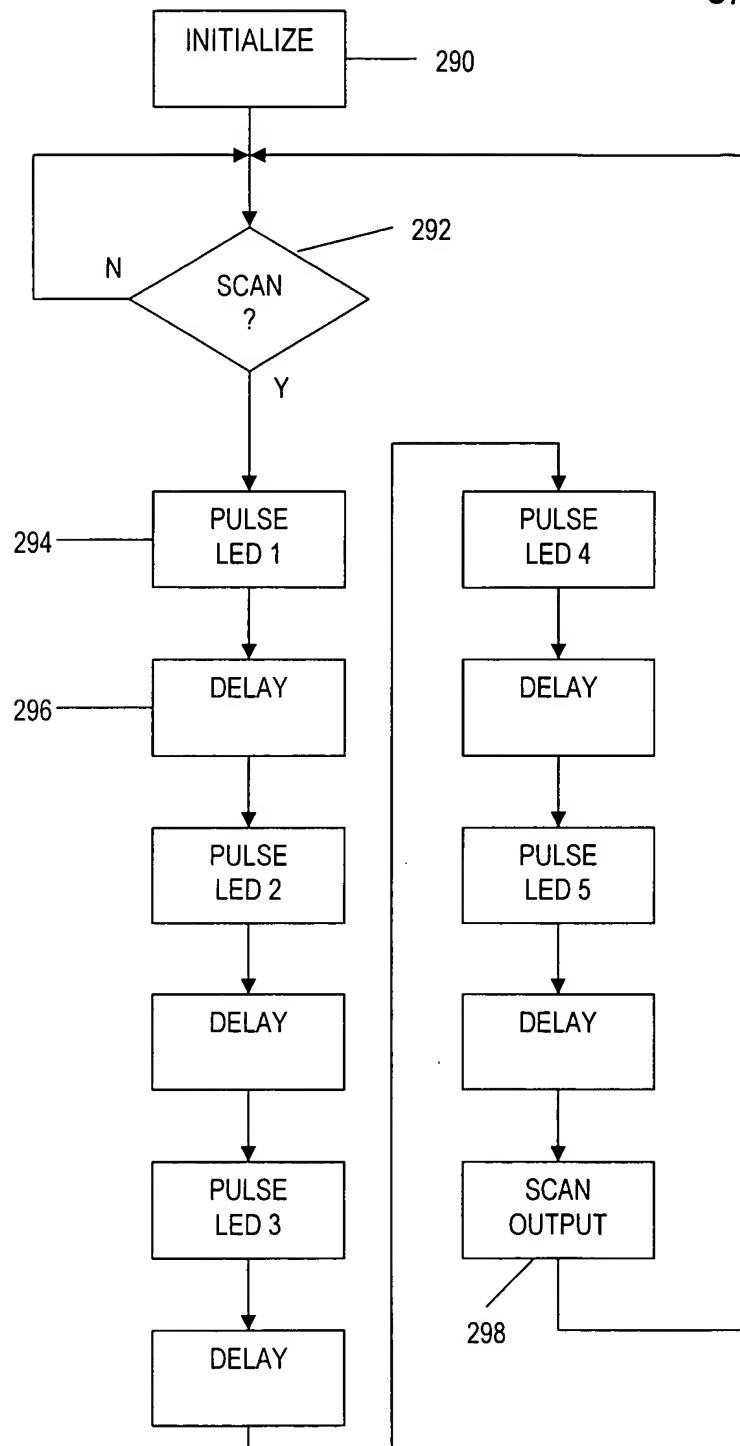 INITIALIZE
290
292
N
SCAN
?
Y
294
PULSE
LED 1
296
DELAY
PULSE
LED 2
DELAY
PULSE
LED 3
DELAY
PULSE
LED 4
DELAY
PULSE
LED 5
DELAY
SCAN
OUTPUT
298